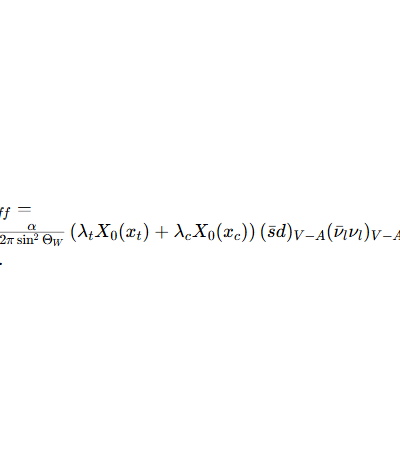 ff =
α / 2π sin² Θ_W (λ_t X_0(x_t) + λ_c X_0(x_c)) (s̄d)_{V−A}(ν̄_l ν_l)_{V−A}
.